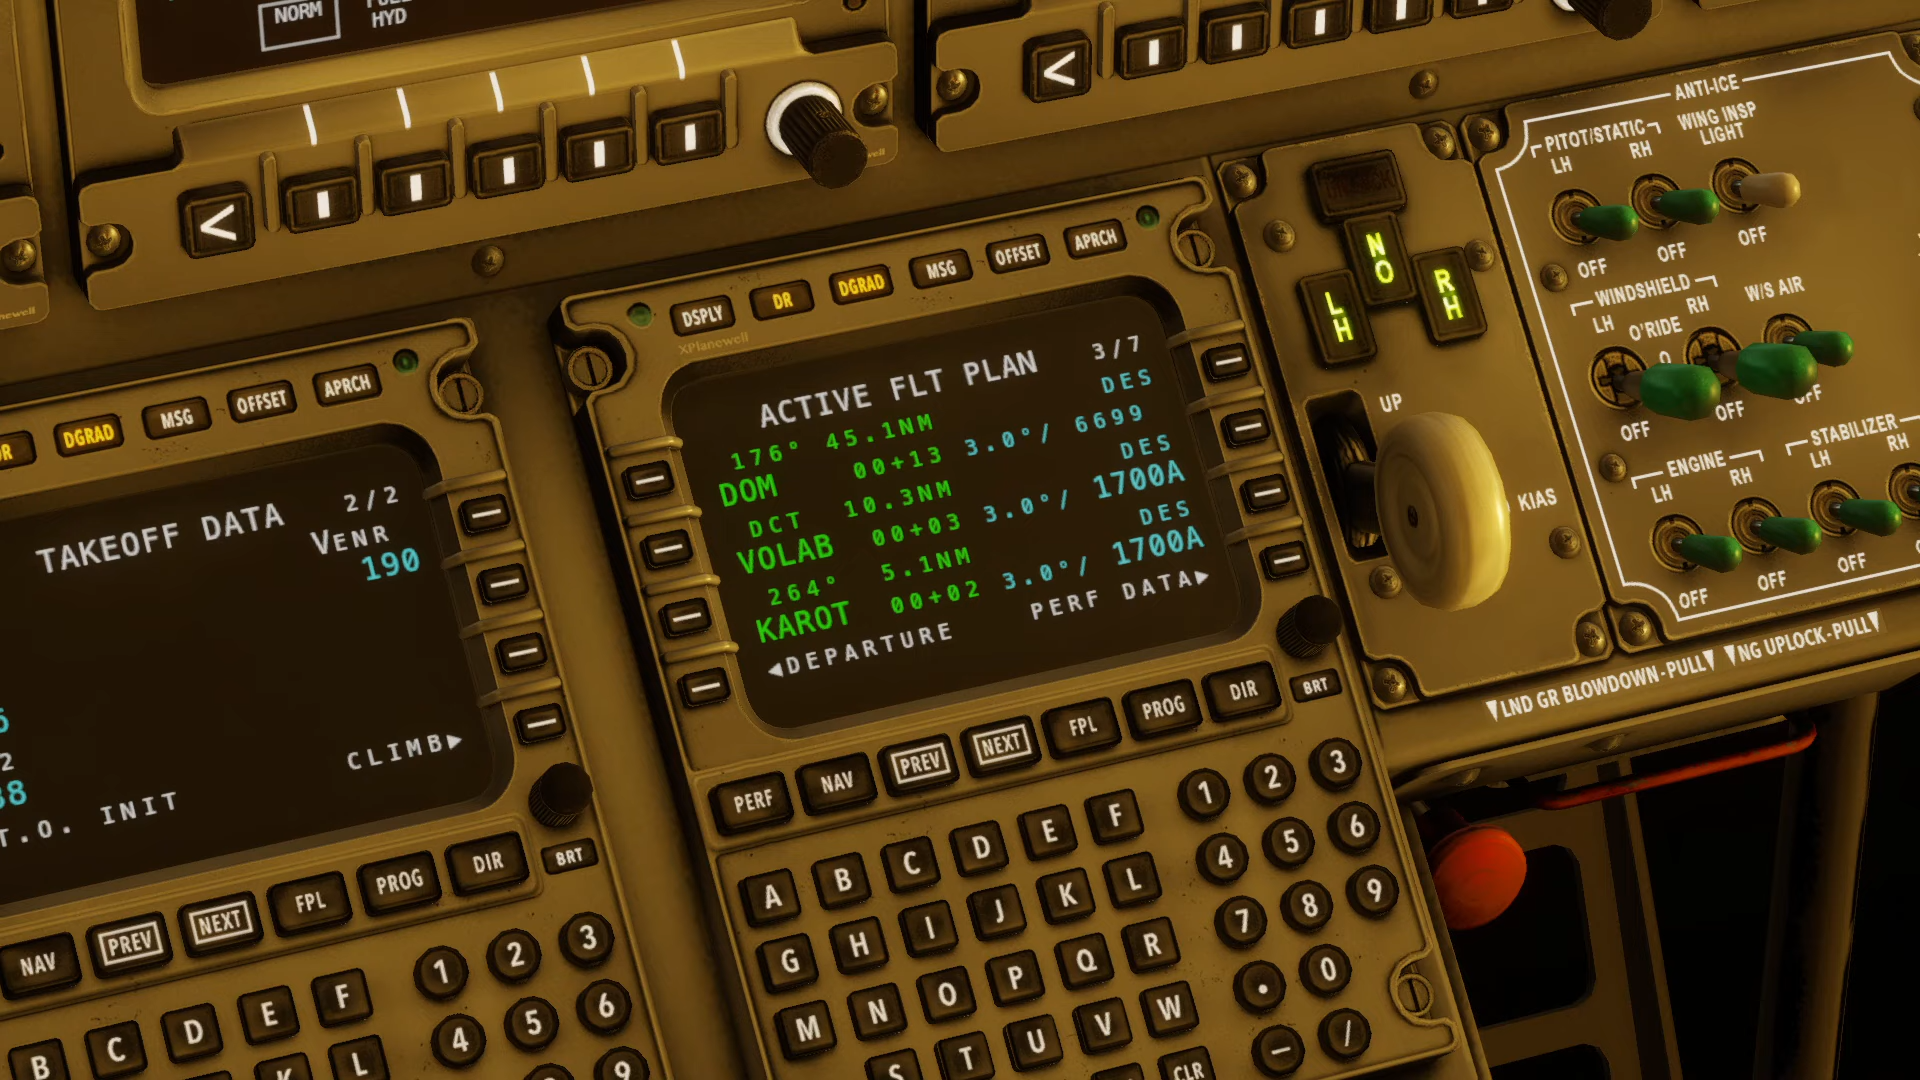 NORM
HYD
<
<
DSPLY
DR
DGRAD
MSG
OFFSET
APRCH
XPlanewell
ACTIVE FLT PLAN
3/7
176° 45.1NM
DES
DOM 00+13 3.0°/ 6699
DCT 10.3NM
DES
VOLAB 00+03 3.0°/ 1700A
264° 5.1NM
DES
KAROT 00+02 3.0°/ 1700A
◀DEPARTURE
PERF DATA▶
PERF
NAV
PREV
NEXT
FPL
PROG
DIR
BRT
A B C D E F 1 2 3
G H I J K L 4 5 6
M N O P Q R 7 8 9
S T U V W . 0
CLR − /
DGRAD
MSG
OFFSET
APRCH
TAKEOFF DATA
2/2
VENR
190
CLIMB▶
T.O. INIT
NAV
PREV
NEXT
FPL
PROG
DIR
BRT
B C D E F 1 2 3
K L 4 5 6
9
NO
LH
RH
UP
KIAS
ANTI-ICE
PITOT/STATIC
LH
RH
WING INSP
LIGHT
OFF
OFF
OFF
WINDSHIELD
LH
RH
O'RIDE
W/S AIR
OFF
OFF
OFF
ENGINE
LH
RH
STABILIZER
LH
RH
OFF
OFF
OFF
▼LND GR BLOWDOWN-PULL▼
▼NG UPLOCK-PULL▼